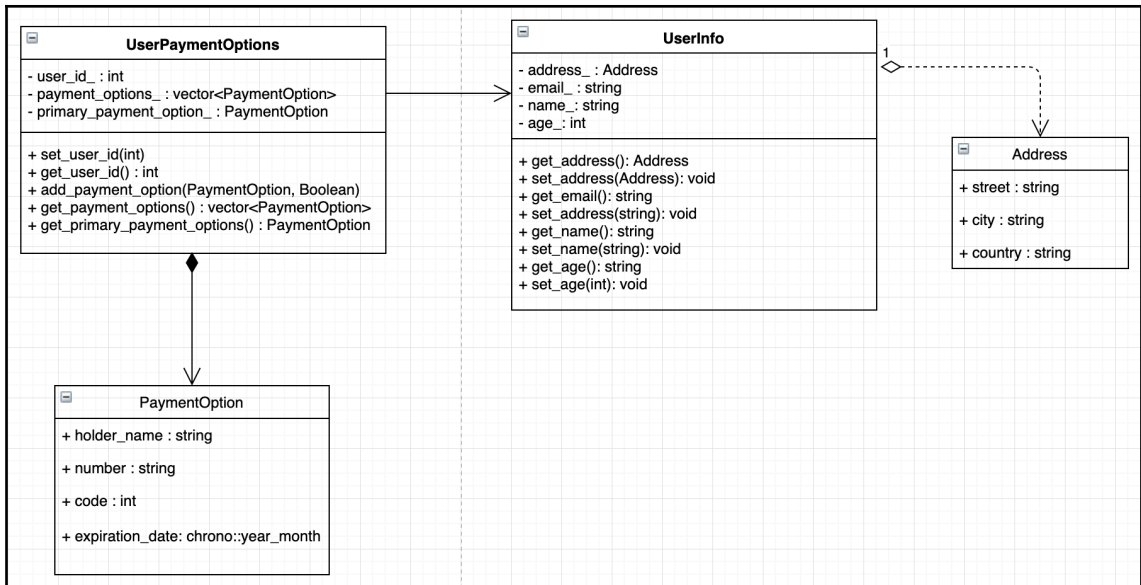 UserPaymentOptions
- user_id_ : int
- payment_options_ : vector<PaymentOption>
- primary_payment_option_ : PaymentOption
+ set_user_id(int)
+ get_user_id() : int
+ add_payment_option(PaymentOption, Boolean)
+ get_payment_options() : vector<PaymentOption>
+ get_primary_payment_options() : PaymentOption
UserInfo
- address_ : Address
- email_ : string
- name_: string
- age_: int
+ get_address(): Address
+ set_address(Address): void
+ get_email(): string
+ set_address(string): void
+ get_name(): string
+ set_name(string): void
+ get_age(): string
+ set_age(int): void
1
Address
+ street : string
+ city : string
+ country : string
PaymentOption
+ holder_name : string
+ number : string
+ code : int
+ expiration_date: chrono::year_month